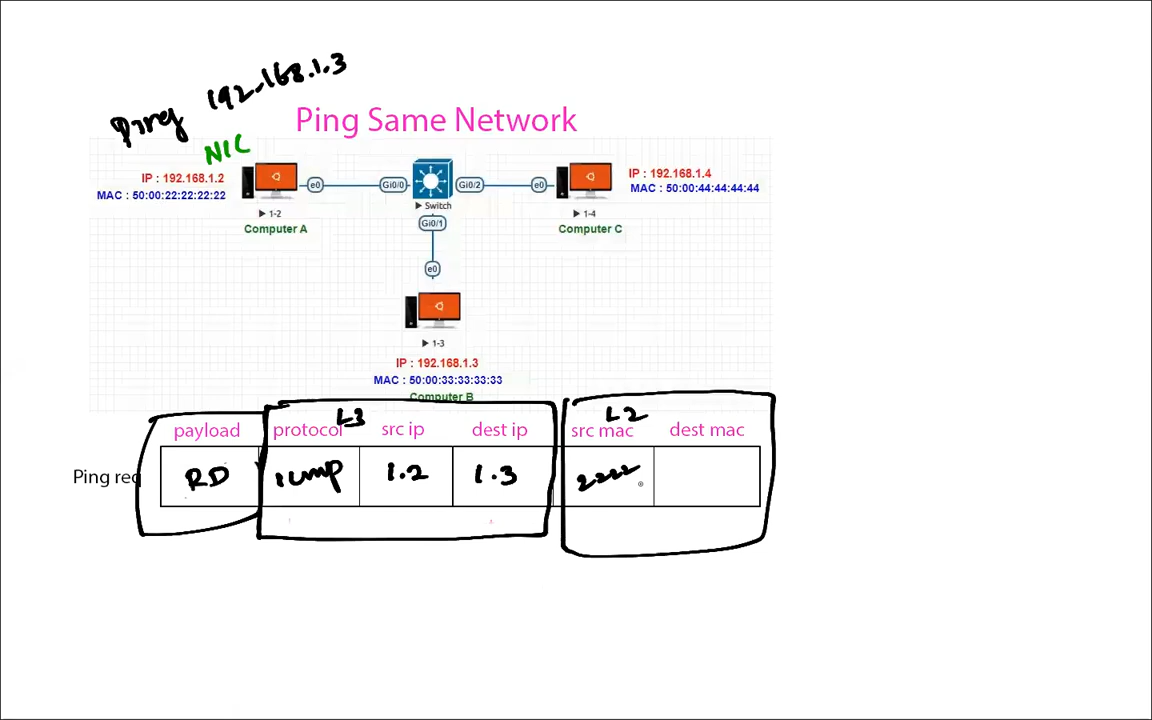 Ping 192.168.1.3
Ping Same Network
NIC
IP : 192.168.1.2
MAC : 50:00:22:22:22:22
e0
Gi0/0
Gi0/2
e0
IP : 192.168.1.4
MAC : 50:00:44:44:44:44
1-2
Switch
1-4
Computer A
Gi0/1
Computer C
e0
1-3
IP : 192.168.1.3
MAC : 50:00:33:33:33:33
Computer B
L3
L2
payload protocol src ip dest ip src mac dest mac
Ping req RD icmp 1.2 1.3 2222